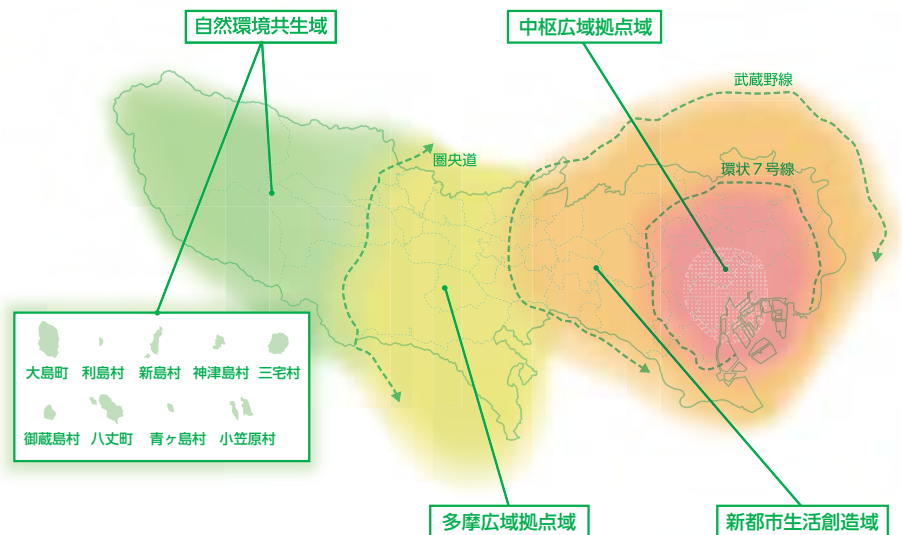 自然環境共生域
中枢広域拠点域
武蔵野線
圏央道
環状7号線
大島町 利島村 新島村 神津島村 三宅村
御蔵島村 八丈町 青ヶ島村 小笠原村
多摩広域拠点域
新都市生活創造域